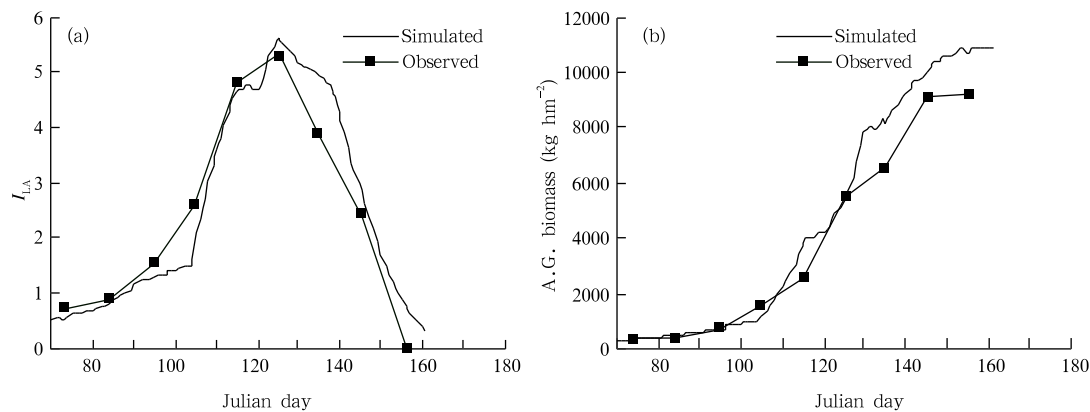 (a)
Simulated
Observed
6
5
4
3
2
1
0
I_LA
80 100 120 140 160 180
Julian day
(b)
Simulated
Observed
12000
10000
8000
6000
4000
2000
0
A.G. biomass (kg hm⁻²)
80 100 120 140 160 180
Julian day